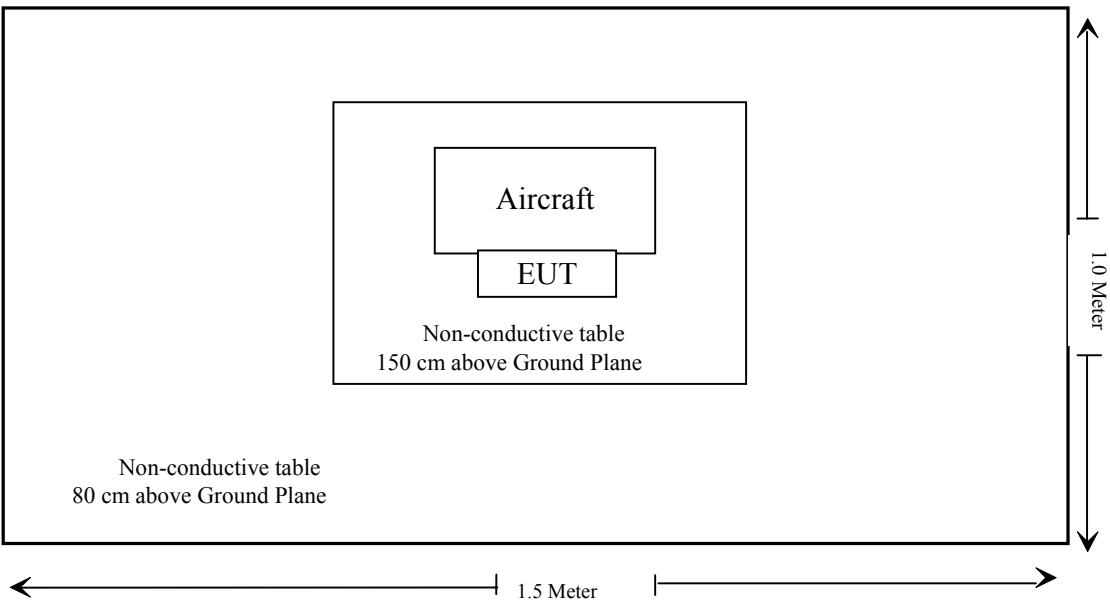 Aircraft
EUT
Non-conductive table
150 cm above Ground Plane
Non-conductive table
80 cm above Ground Plane
1.0 Meter
1.5 Meter